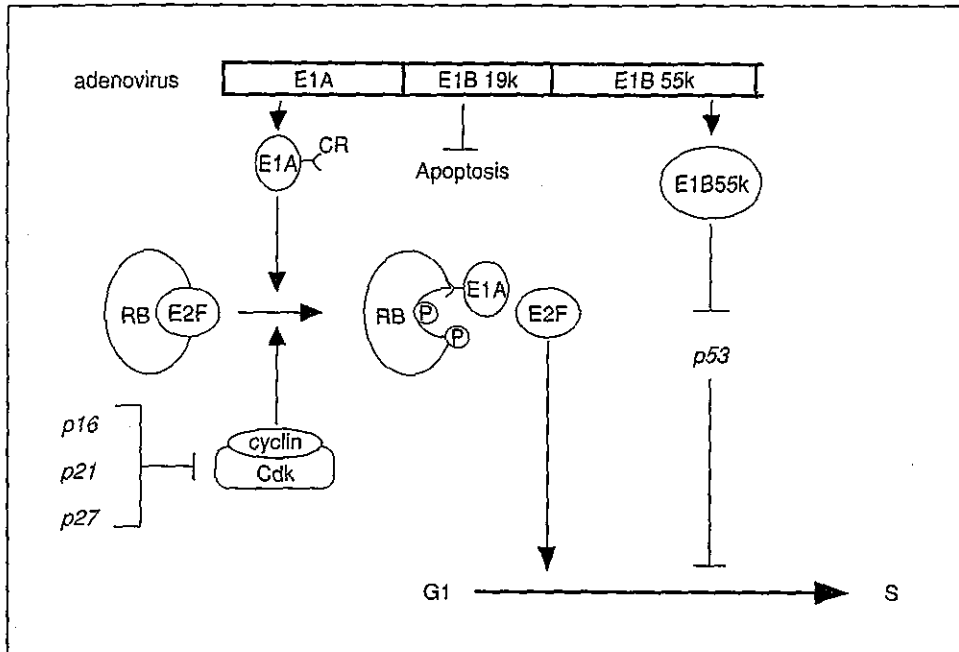 adenovirus
E1A
E1B 19k
E1B 55k
E1A
CR
Apoptosis
E1B55k
RB
E2F
RB
P
P
E1A
E2F
p53
p16
p21
p27
cyclin
Cdk
G1
S